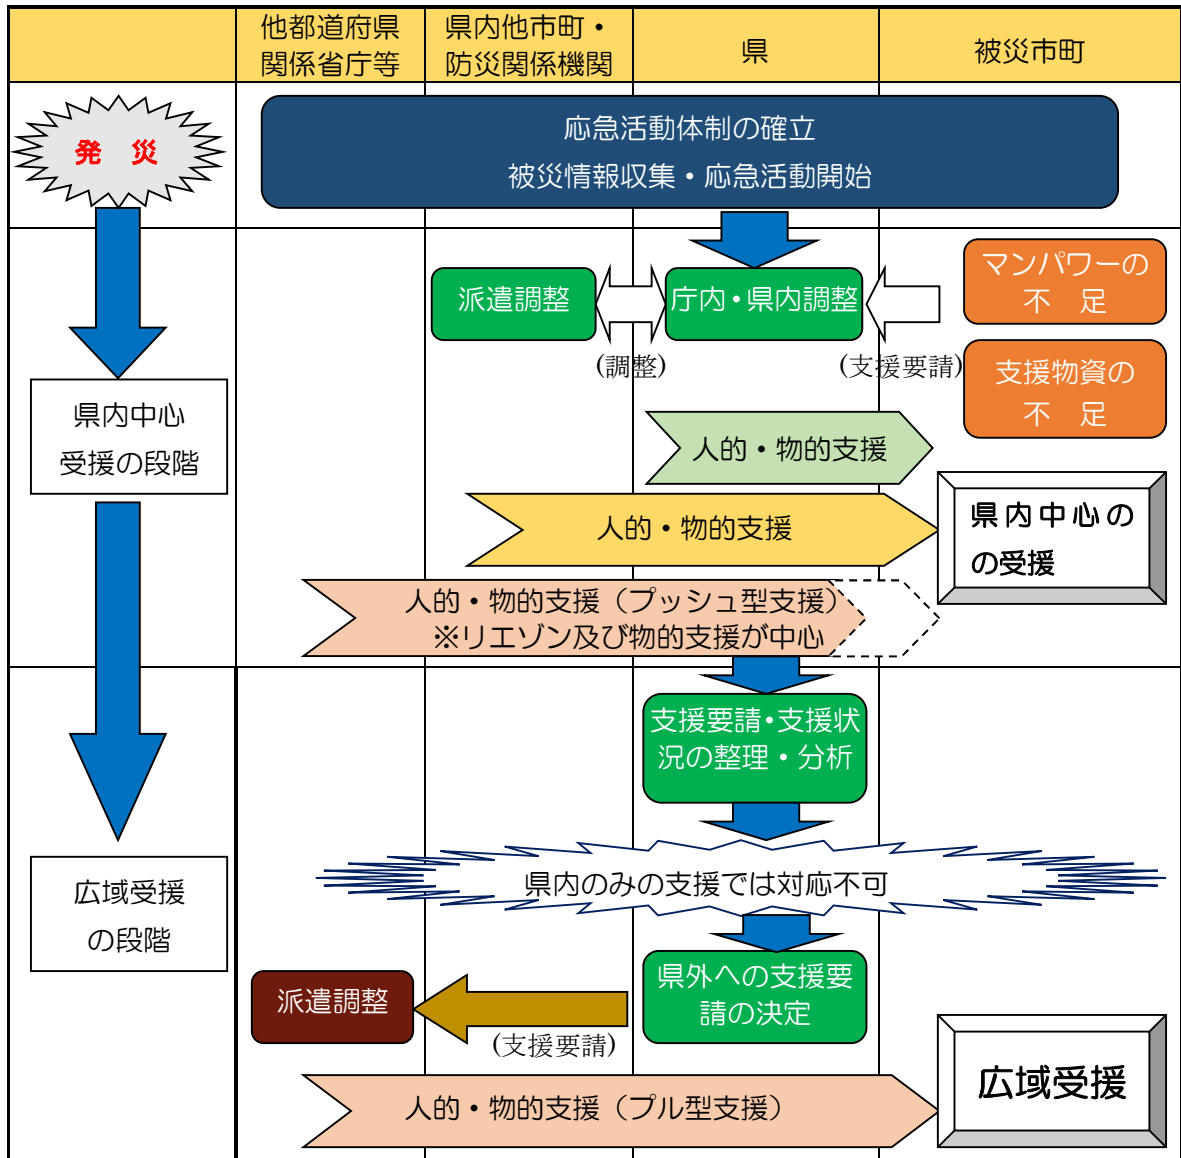 他都道府県
関係省庁等
県内他市町・
防災関係機関
県
被災市町
発　災
応急活動体制の確立
被災情報収集・応急活動開始
派遣調整
庁内・県内調整
マンパワーの
不　足
(調整)
(支援要請)
支援物資の
不　足
県内中心
受援の段階
人的・物的支援
人的・物的支援
県内中心の
の受援
人的・物的支援（プッシュ型支援）
※リエゾン及び物的支援が中心
支援要請・支援状
況の整理・分析
県内のみの支援では対応不可
広域受援
の段階
県外への支援要
請の決定
派遣調整
(支援要請)
人的・物的支援（プル型支援）
広域受援